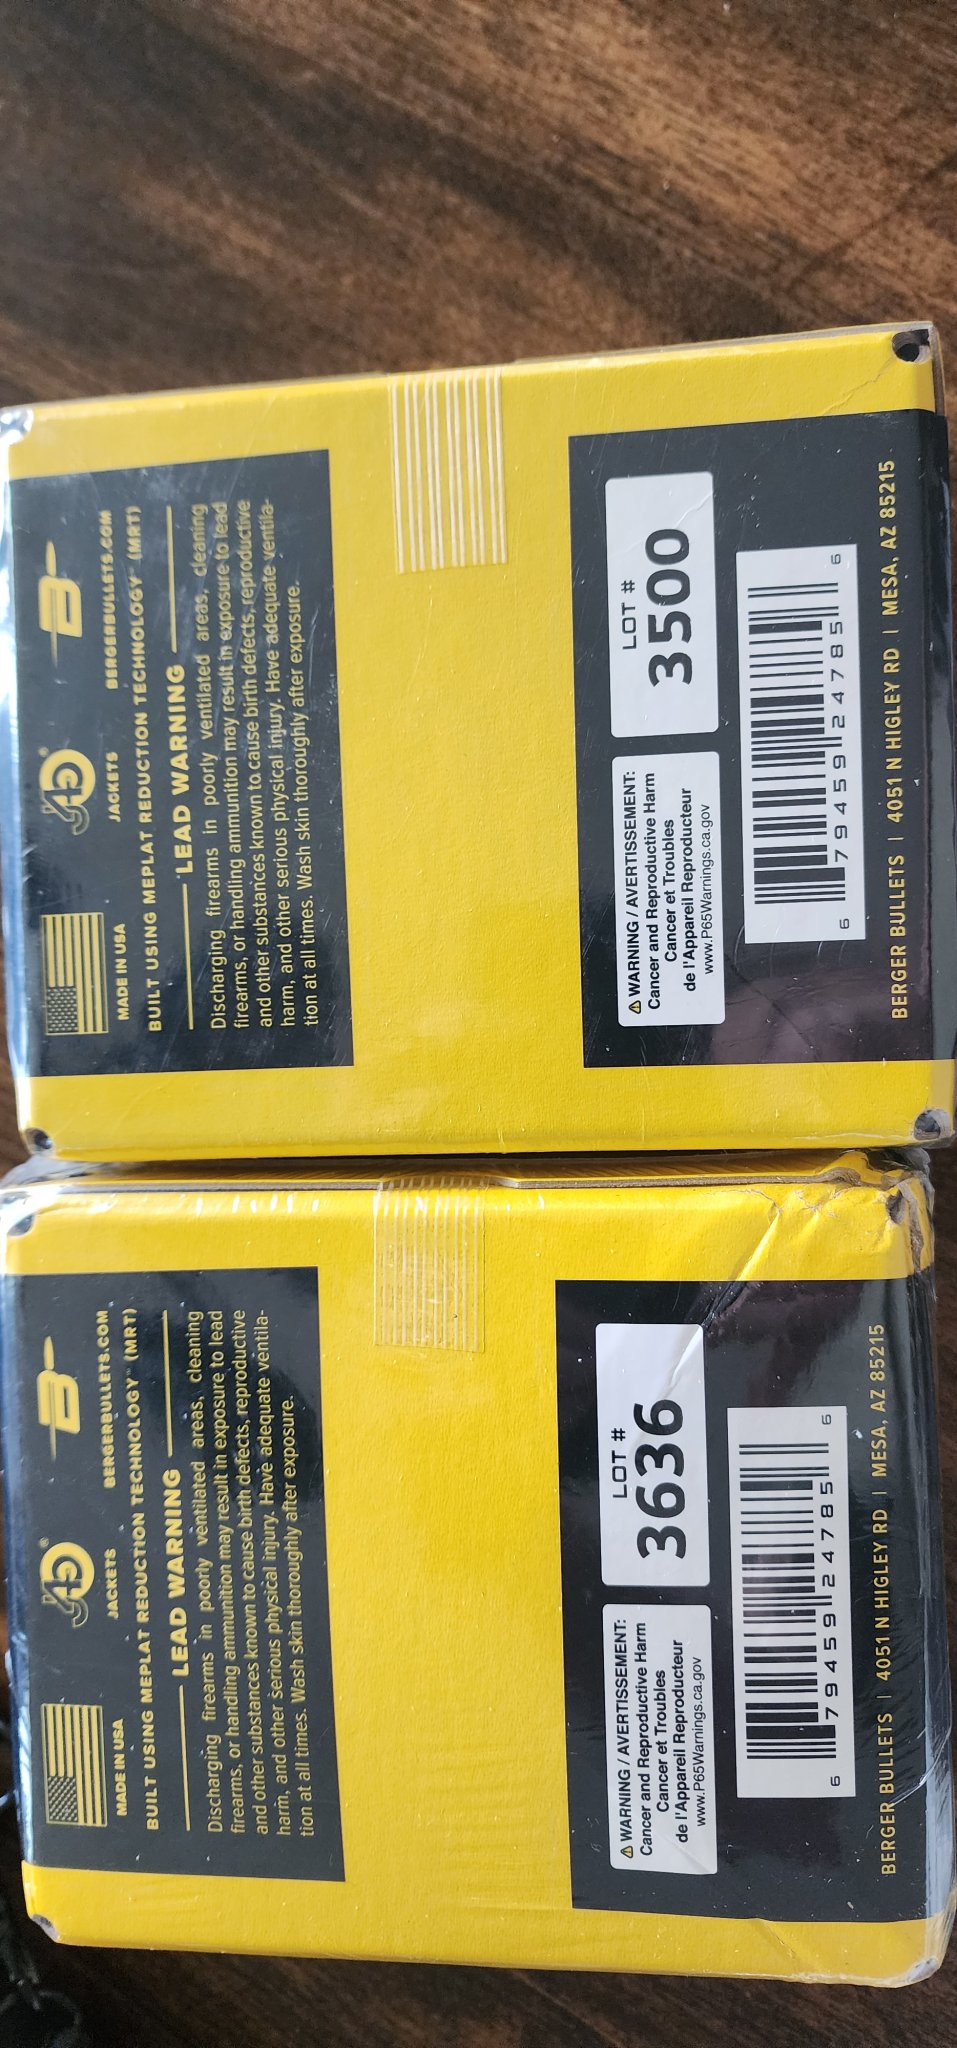 J4
B
JACKETS
MADE IN USA
BERGERBULLETS.COM
BUILT USING MEPLAT REDUCTION TECHNOLOGY™ (MRT)
LEAD WARNING
Discharging firearms in poorly ventilated areas, cleaning
firearms, or handling ammunition may result in exposure to lead
and other substances known to cause birth defects, reproductive
harm, and other serious physical injury. Have adequate ventila-
tion at all times. Wash skin thoroughly after exposure.
⚠ WARNING / AVERTISSEMENT:
Cancer and Reproductive Harm
Cancer et Troubles
de l'Appareil Reproducteur
www.P65Warnings.ca.gov
LOT #
3636
6 79459 24785 6
BERGER BULLETS | 4051 N HIGLEY RD | MESA, AZ 85215
J4®
B
JACKETS
MADE IN USA
BERGERBULLETS.COM
BUILT USING MEPLAT REDUCTION TECHNOLOGY™ (MRT)
LEAD WARNING
Discharging firearms in poorly ventilated areas, cleaning
firearms, or handling ammunition may result in exposure to lead
and other substances known to cause birth defects, reproductive
harm, and other serious physical injury. Have adequate ventila-
tion at all times. Wash skin thoroughly after exposure.
⚠ WARNING / AVERTISSEMENT:
Cancer and Reproductive Harm
Cancer et Troubles
de l'Appareil Reproducteur
www.P65Warnings.ca.gov
LOT #
3500
6 79459 24785 6
BERGER BULLETS | 4051 N HIGLEY RD | MESA, AZ 85215